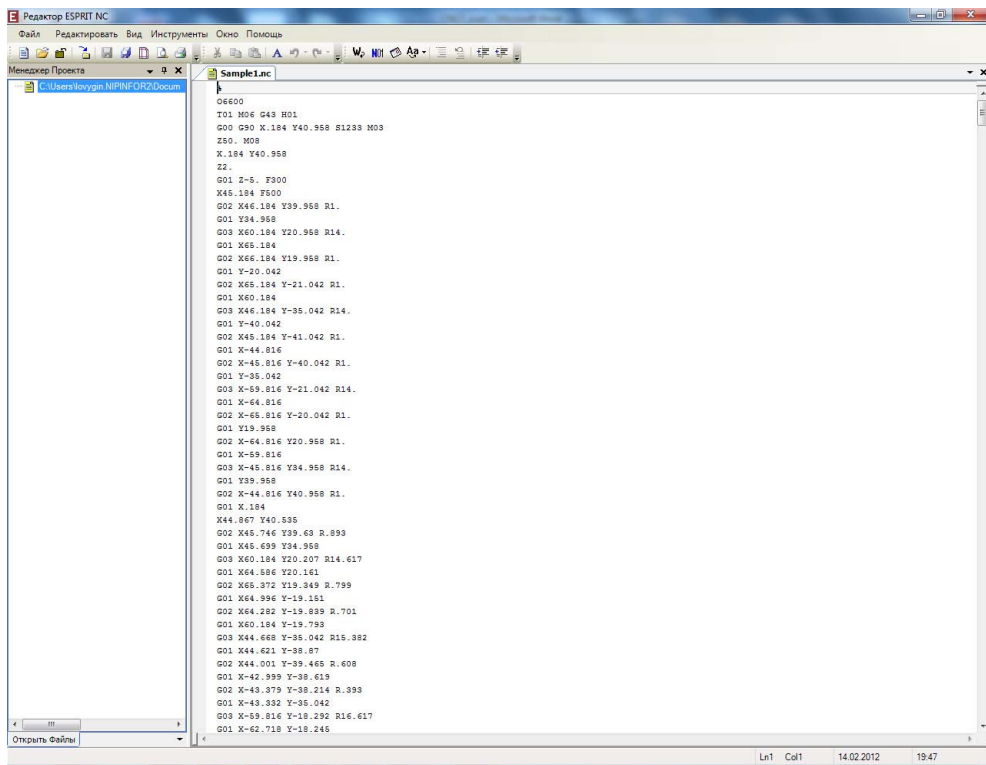 Редактор ESPRIT NC
Файл Редактировать Вид Инструменты Окно Помощь
Менеджер Проекта
Sample1.nc
C:\Users\lovygin.NIPINFOR2\Docum
%
O6600
T01 M06 G43 H01
G00 G90 X.184 Y40.958 S1233 M03
Z50. M08
X.184 Y40.958
Z2.
G01 Z-5. F300
X45.184 F500
G02 X46.184 Y39.958 R1.
G01 Y34.958
G03 X60.184 Y20.958 R14.
G01 X65.184
G02 X66.184 Y19.958 R1.
G01 Y-20.042
G02 X65.184 Y-21.042 R1.
G01 X60.184
G03 X46.184 Y-35.042 R14.
G01 Y-40.042
G02 X45.184 Y-41.042 R1.
G01 X-44.816
G02 X-45.816 Y-40.042 R1.
G01 Y-35.042
G03 X-59.816 Y-21.042 R14.
G01 X-64.816
G02 X-65.816 Y-20.042 R1.
G01 Y19.958
G02 X-64.816 Y20.958 R1.
G01 X-59.816
G03 X-45.816 Y34.958 R14.
G01 Y39.958
G02 X-44.816 Y40.958 R1.
G01 X.184
X44.867 Y40.535
G02 X45.746 Y39.63 R.893
G01 X45.699 Y34.958
G03 X60.184 Y20.207 R14.617
G01 X64.586 Y20.161
G02 X65.372 Y19.349 R.799
G01 X64.996 Y-19.151
G02 X64.282 Y-19.839 R.701
G01 X60.184 Y-19.793
G03 X44.668 Y-35.042 R15.382
G01 X44.621 Y-38.87
G02 X44.001 Y-39.465 R.608
G01 X-42.999 Y-38.619
G02 X-43.379 Y-38.214 R.393
G01 X-43.332 Y-35.042
G03 X-59.816 Y-18.292 R16.617
G01 X-62.718 Y-18.245
Открыть Файлы
Ln1 Col1 14.02.2012 19:47